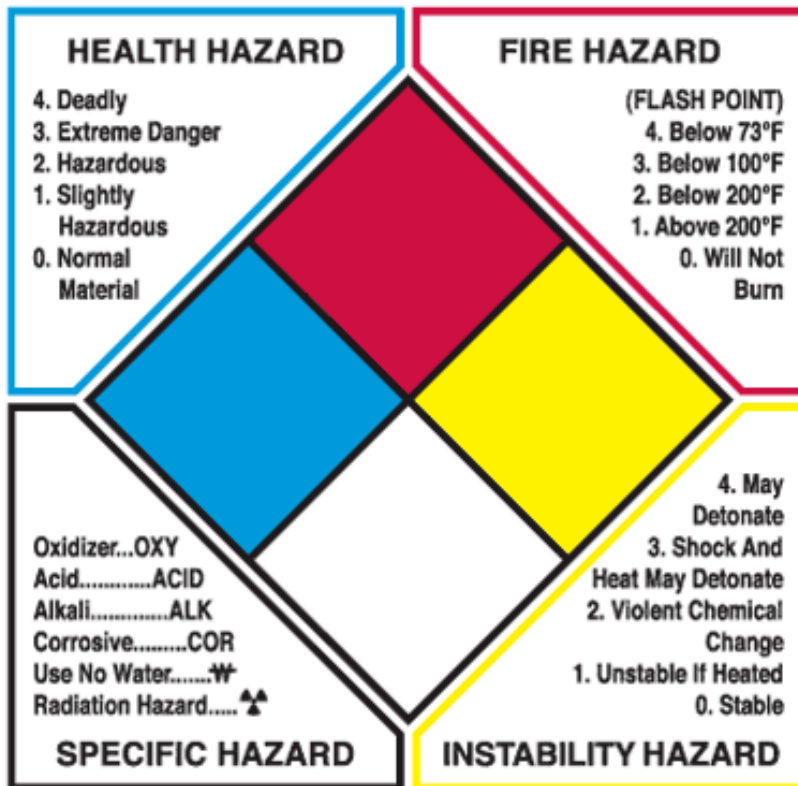 HEALTH HAZARD
4. Deadly
3. Extreme Danger
2. Hazardous
1. Slightly
Hazardous
0. Normal
Material
FIRE HAZARD
(FLASH POINT)
4. Below 73°F
3. Below 100°F
2. Below 200°F
1. Above 200°F
0. Will Not
Burn
Oxidizer...OXY
Acid............ACID
Alkali.............ALK
Corrosive.........COR
Use No Water.......W̶
Radiation Hazard.....☢
SPECIFIC HAZARD
4. May
Detonate
3. Shock And
Heat May Detonate
2. Violent Chemical
Change
1. Unstable If Heated
0. Stable
INSTABILITY HAZARD